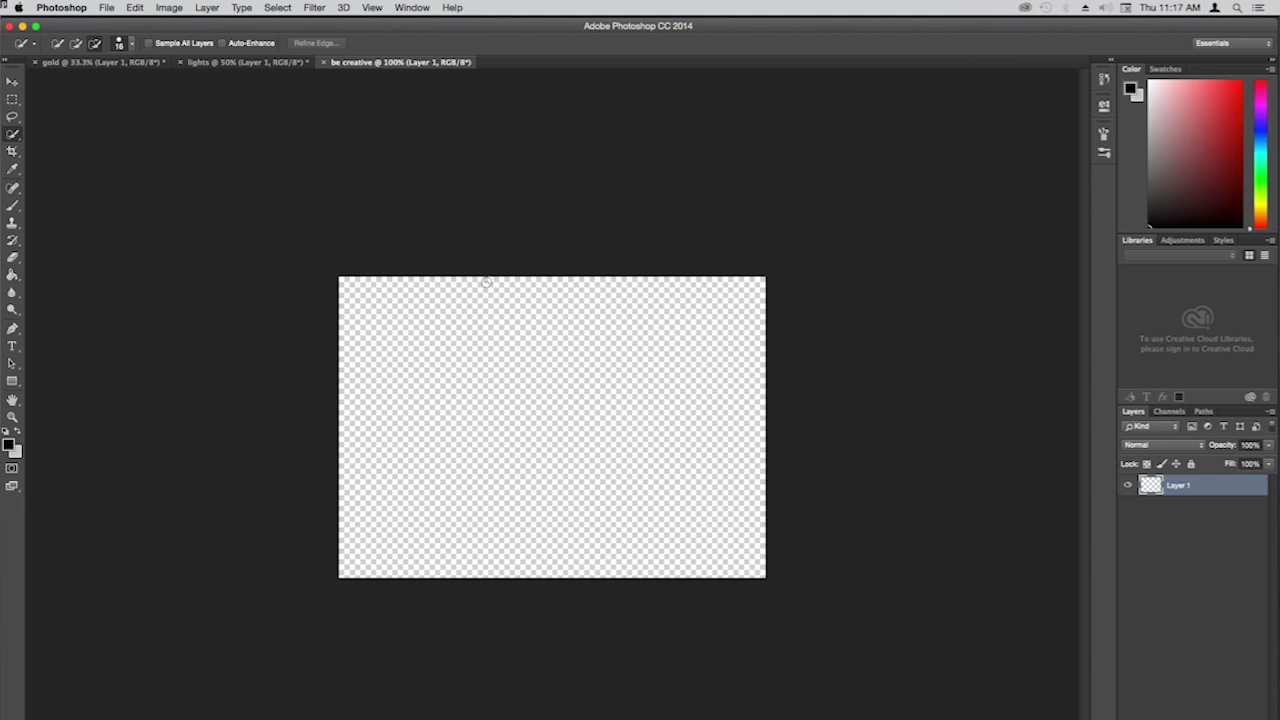 Photoshop File Edit Image Layer Type Select Filter 3D View Window Help Thu 11:17 AM
Adobe Photoshop CC 2014
16 Sample All Layers Auto-Enhance Refine Edge... Essentials
gold @ 33.3% (Layer 1, RGB/8*) * lights @ 50% (Layer 1, RGB/8*) * be creative @ 100% (Layer 1, RGB/8*)
Color Swatches
Libraries Adjustments Styles
To use Creative Cloud Libraries,
please sign in to Creative Cloud
Layers Channels Paths
Kind
Normal Opacity: 100%
Lock: Fill: 100%
Layer 1